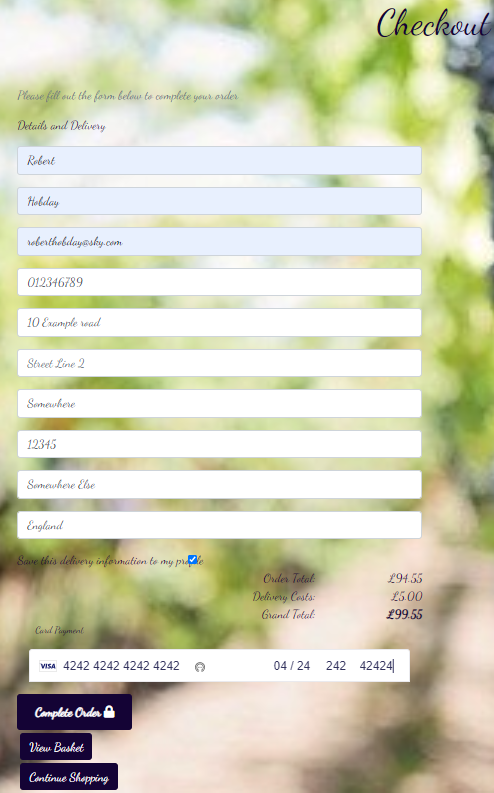 Checkout
Please fill out the form below to complete your order
Details and Delivery
Robert
Hobday
roberthobday@sky.com
012346789
10 Example road
Street Line 2
Somewhere
12345
Somewhere Else
England
Save this delivery information to my profile
Order Total: £94.55
Delivery Costs: £5.00
Grand Total: £99.55
Card Payment
VISA 4242 4242 4242 4242 04 / 24 242 42424
Complete Order
View Basket
Continue Shopping